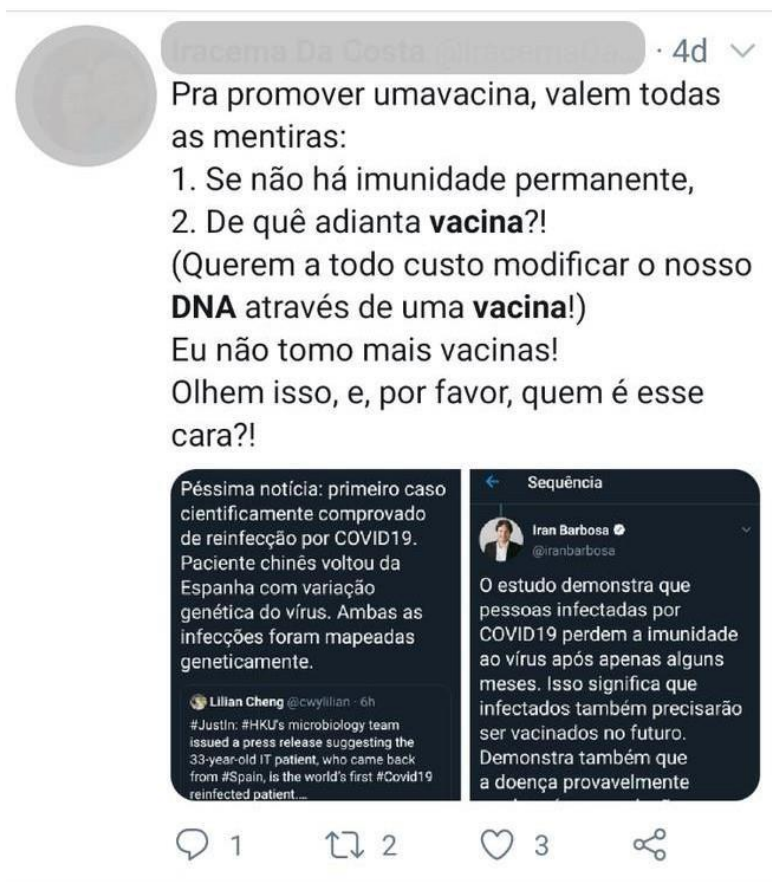 · 4d
Pra promover umavacina, valem todas
as mentiras:
1. Se não há imunidade permanente,
2. De quê adianta vacina?!
(Querem a todo custo modificar o nosso
DNA através de uma vacina!)
Eu não tomo mais vacinas!
Olhem isso, e, por favor, quem é esse
cara?!
Péssima notícia: primeiro caso
cientificamente comprovado
de reinfecção por COVID19.
Paciente chinês voltou da
Espanha com variação
genética do vírus. Ambas as
infecções foram mapeadas
geneticamente.
Lilian Cheng @cwylilian · 6h
#JustIn: #HKU's microbiology team
issued a press release suggesting the
33-year-old IT patient, who came back
from #Spain, is the world's first #Covid19
reinfected patient....
Sequência
Iran Barbosa
@iranbarbosa
O estudo demonstra que
pessoas infectadas por
COVID19 perdem a imunidade
ao vírus após apenas alguns
meses. Isso significa que
infectados também precisarão
ser vacinados no futuro.
Demonstra também que
a doença provavelmente
1 2 3